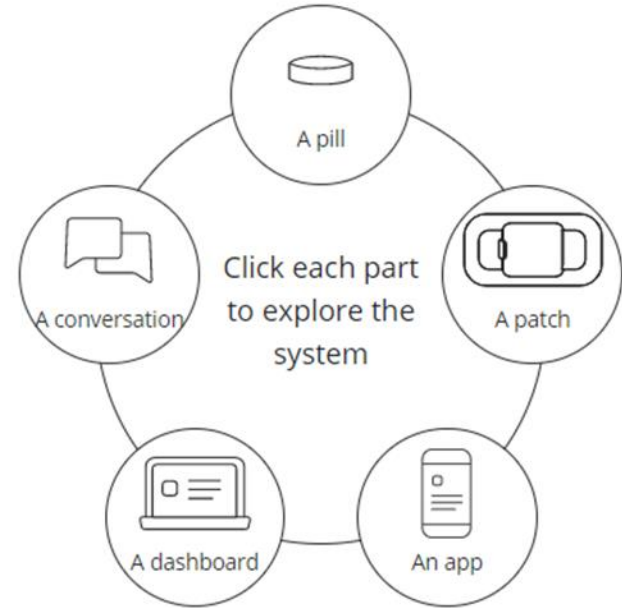 A pill
A conversation
Click each part
to explore the
system
A patch
A dashboard
An app